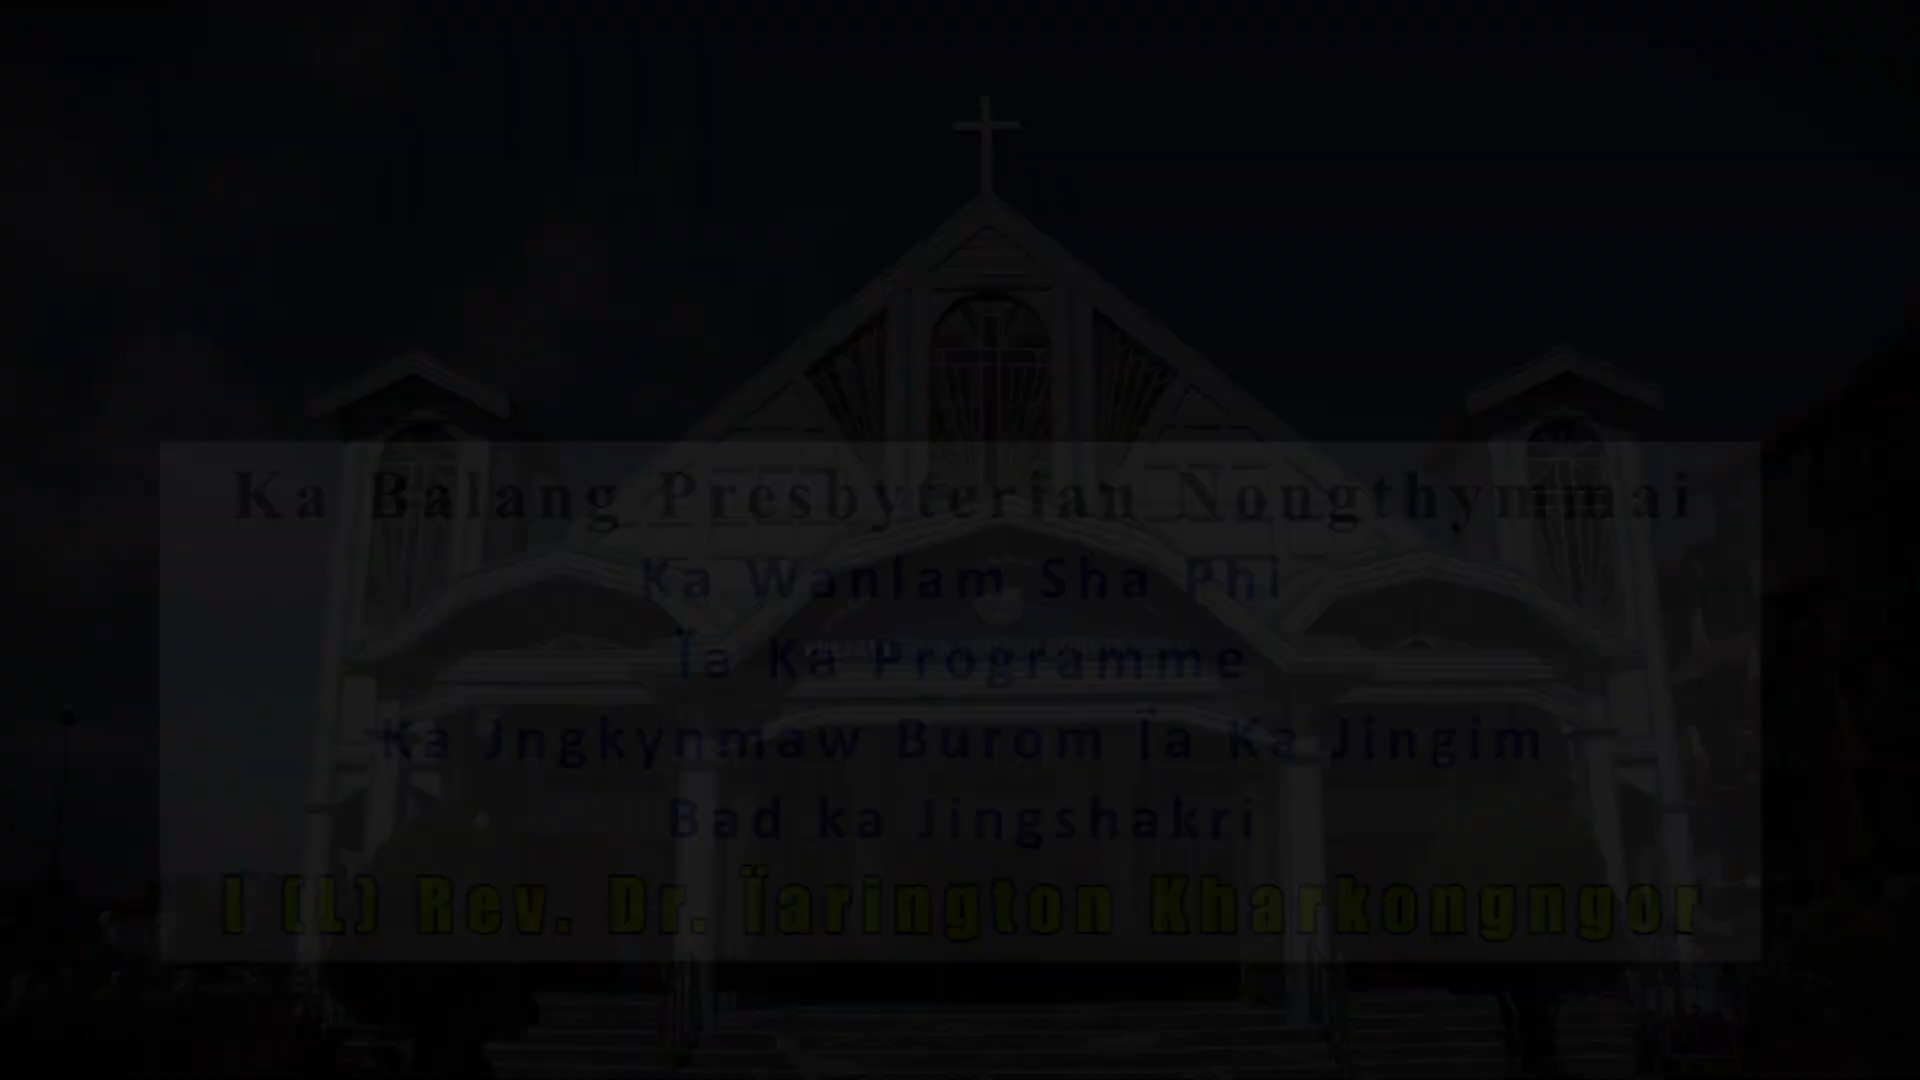 Ka Balang Presbyterian Nongthymmai
Ka Wanlam Sha Phi
Ïa Ka Programme
Ka Jngkynmaw Burom Ïa Ka Jingim
Bad ka Jingshakri
I (L) Rev. Dr. Ïarington Kharkongngor